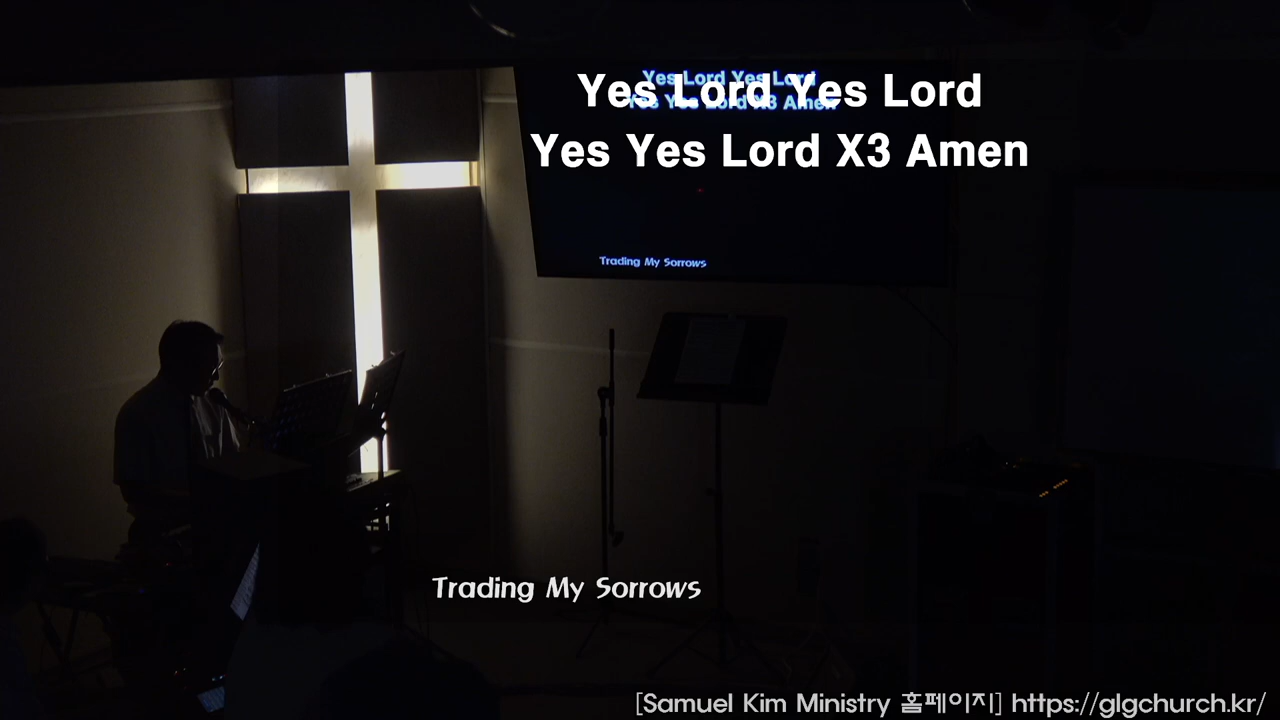 Yes Lord Yes Lord
Yes Yes Lord X3 Amen
Yes Lord Yes Lord
Yes Yes Lord X3 Amen
Trading My Sorrows
Trading My Sorrows
[Samuel Kim Ministry 홈페이지] https://glgchurch.kr/